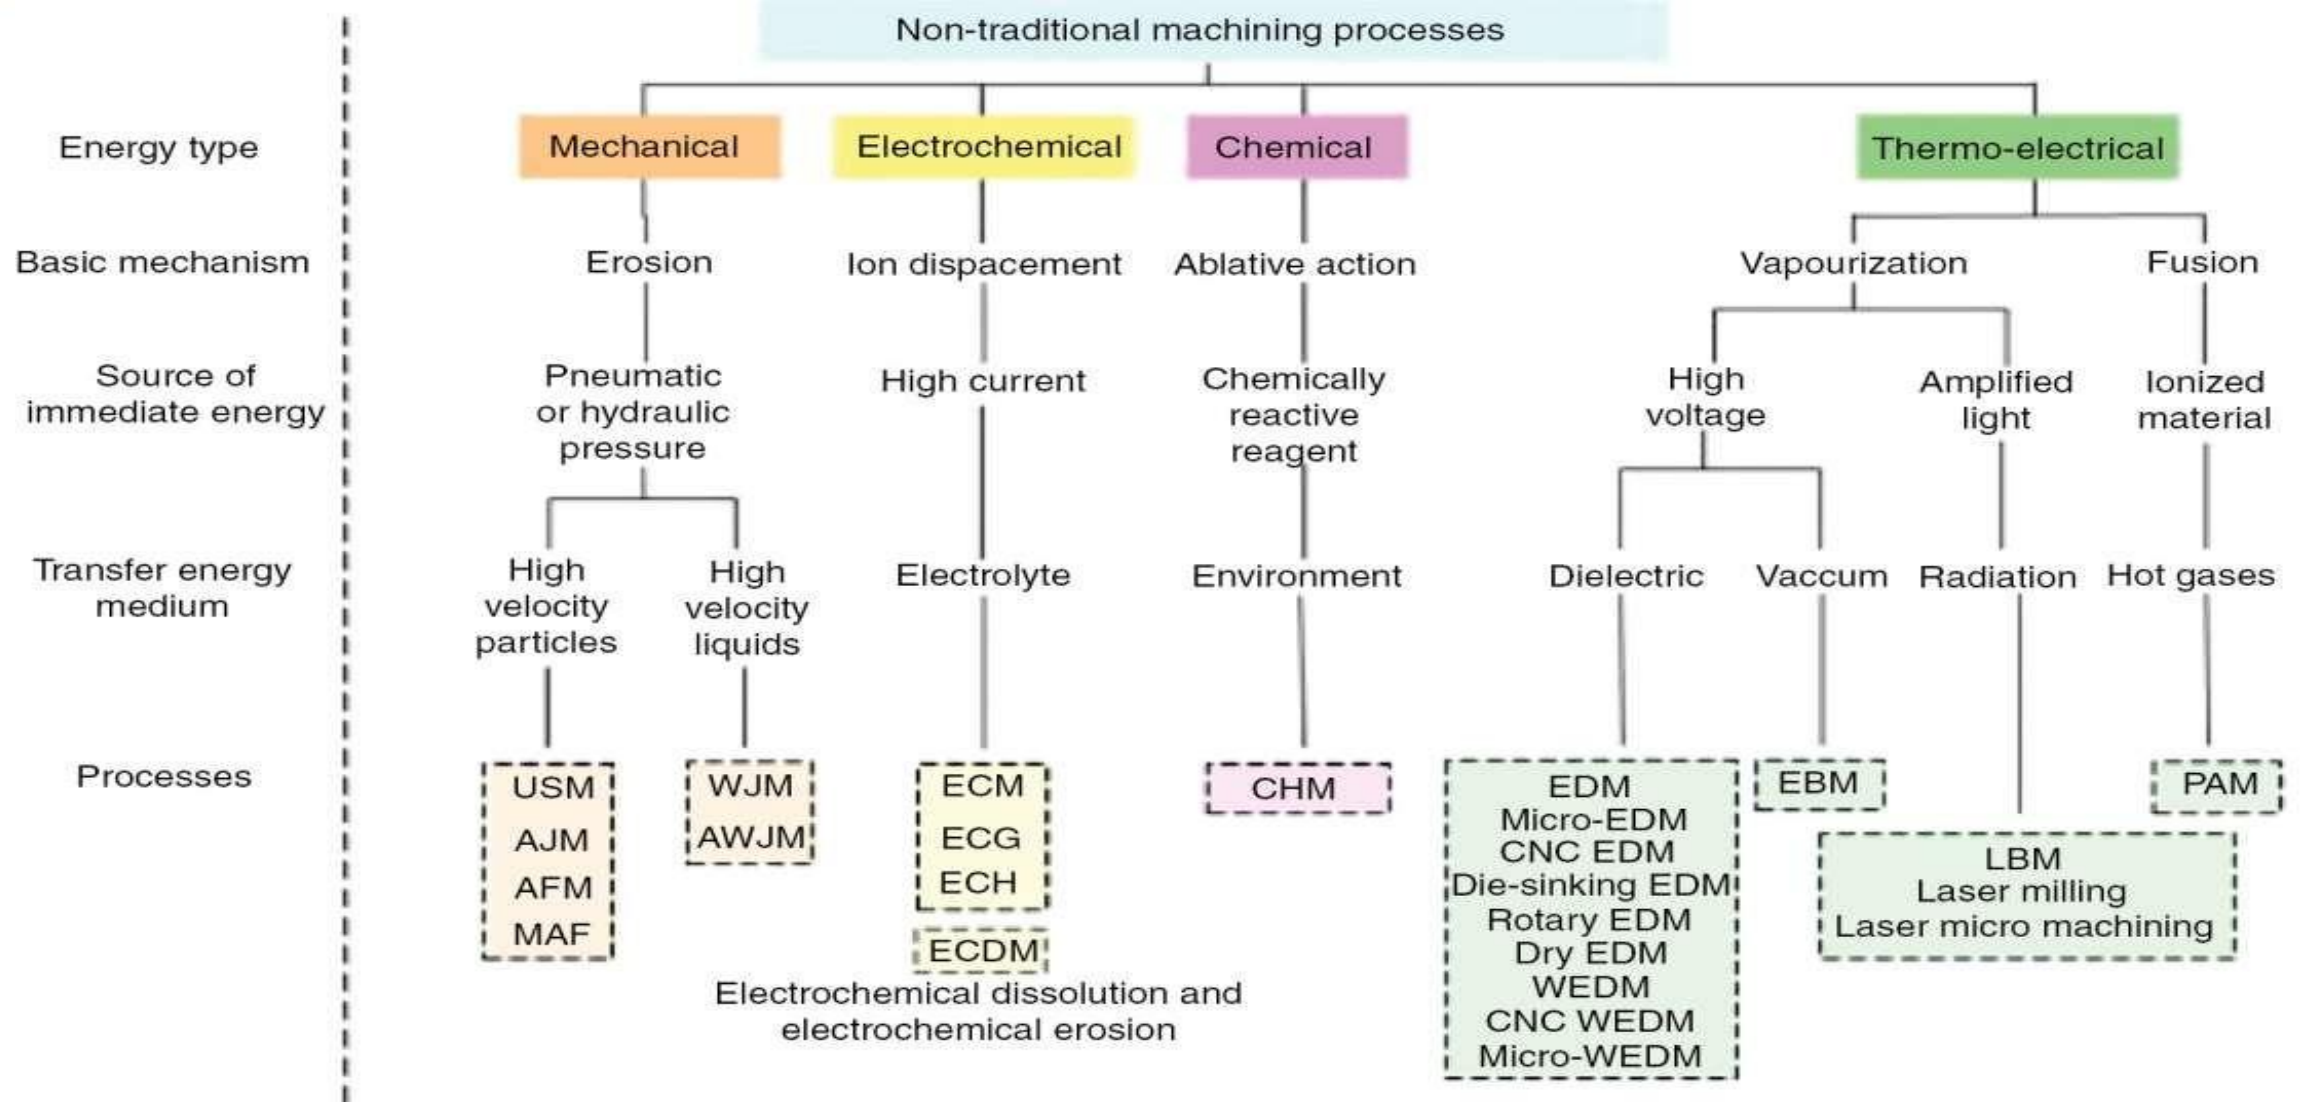 Non-traditional machining processes
Energy type
Mechanical
Electrochemical
Chemical
Thermo-electrical
Basic mechanism
Erosion
Ion dispacement
Ablative action
Vapourization
Fusion
Source of
immediate energy
Pneumatic
or hydraulic
pressure
High current
Chemically
reactive
reagent
High
voltage
Amplified
light
Ionized
material
Transfer energy
medium
High
velocity
particles
High
velocity
liquids
Electrolyte
Environment
Dielectric
Vaccum
Radiation
Hot gases
Processes
USM
AJM
AFM
MAF
WJM
AWJM
ECM
ECG
ECH
ECDM
Electrochemical dissolution and
electrochemical erosion
CHM
EDM
Micro-EDM
CNC EDM
Die-sinking EDM
Rotary EDM
Dry EDM
WEDM
CNC WEDM
Micro-WEDM
EBM
LBM
Laser milling
Laser micro machining
PAM